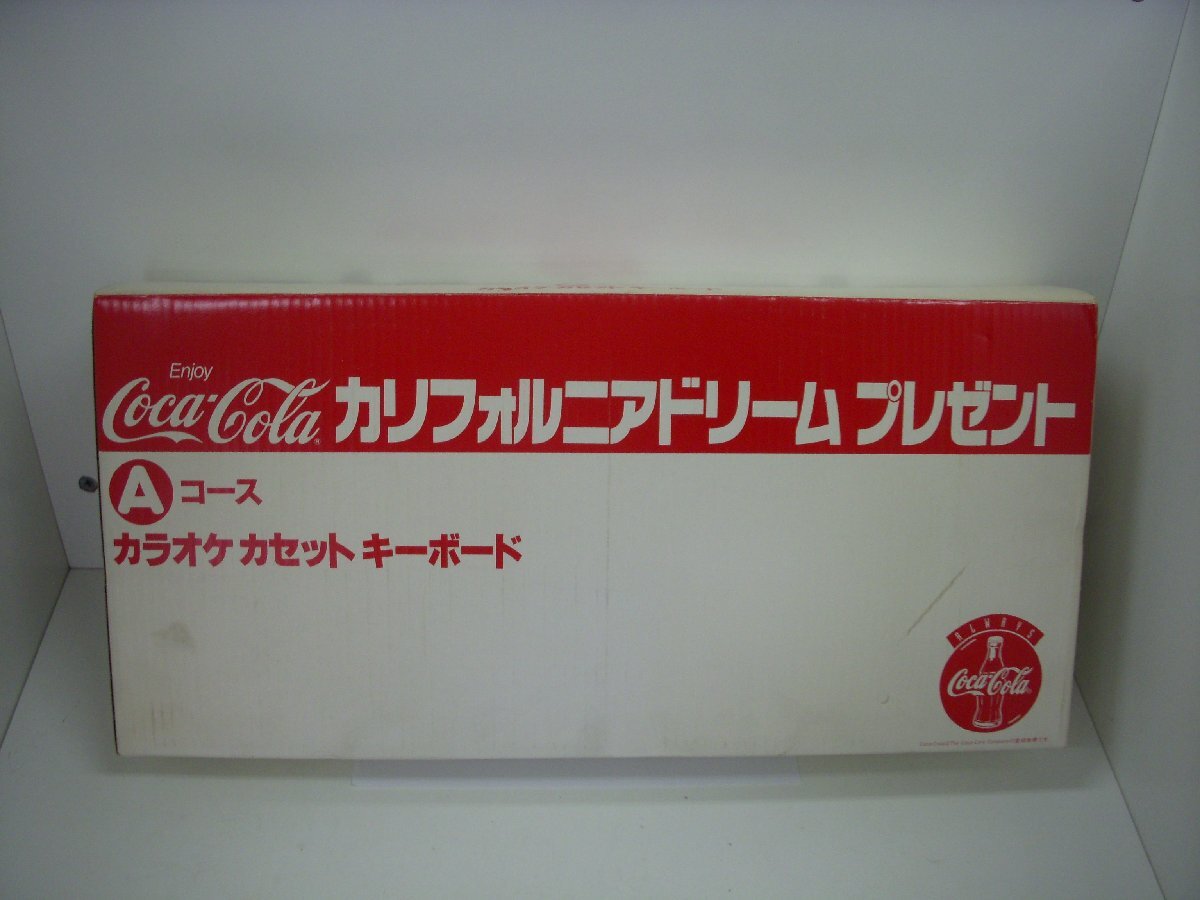 Enjoy
Coca-Cola® カリフォルニアドリーム プレゼント
A コース
カラオケ カセット キーボード
ALWAYS
Coca-Cola